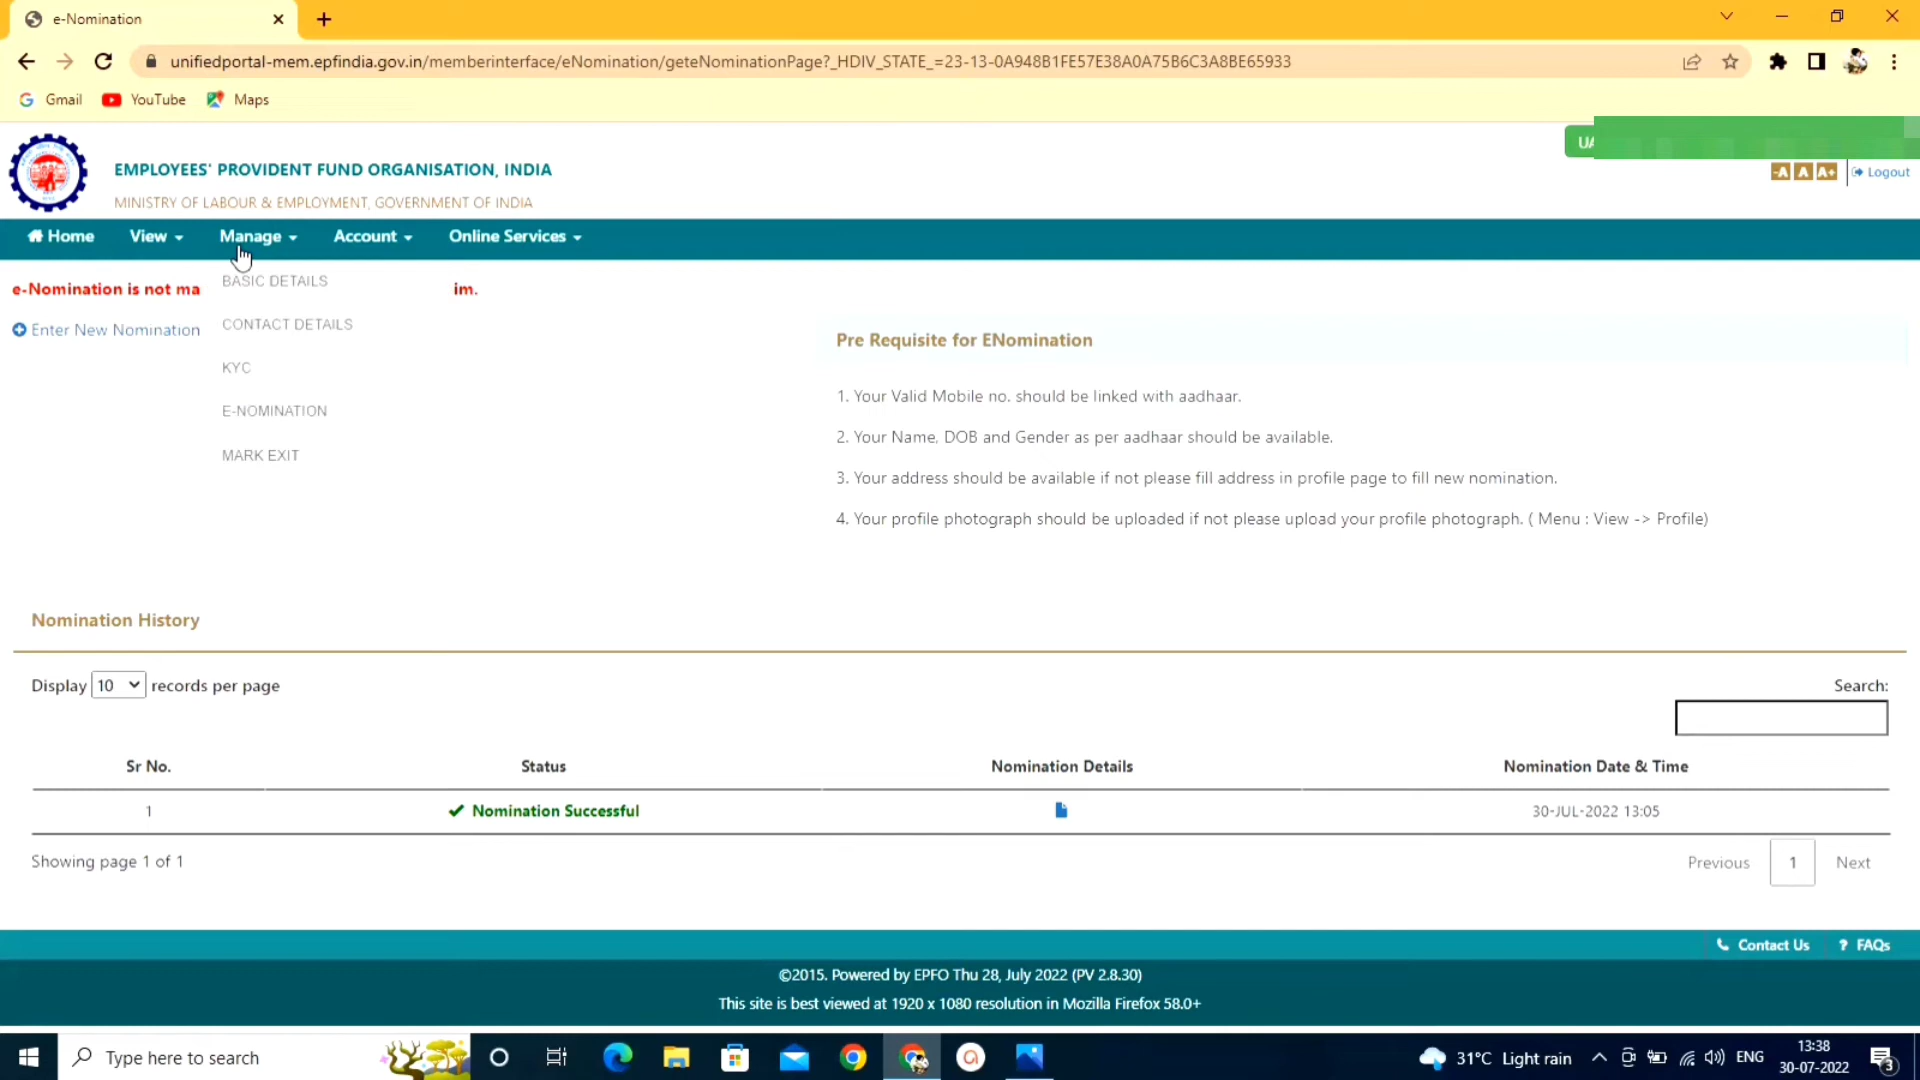 e-Nomination
unifiedportal-mem.epfindia.gov.in/memberinterface/eNomination/geteNominationPage?_HDIV_STATE_=23-13-0A948B1FE57E38A0A75B6C3A8BE65933
Gmail YouTube Maps
UA
EMPLOYEES' PROVIDENT FUND ORGANISATION, INDIA
-A A A+ Logout
MINISTRY OF LABOUR & EMPLOYMENT, GOVERNMENT OF INDIA
Home View Manage Account Online Services
BASIC DETAILS
e-Nomination is not ma im.
CONTACT DETAILS
Enter New Nomination
Pre Requisite for ENomination
KYC
1. Your Valid Mobile no. should be linked with aadhaar.
E-NOMINATION
2. Your Name, DOB and Gender as per aadhaar should be available.
MARK EXIT
3. Your address should be available if not please fill address in profile page to fill new nomination.
4. Your profile photograph should be uploaded if not please upload your profile photograph. ( Menu : View -> Profile)
Nomination History
Display 10 records per page
Search:
Sr No. Status Nomination Details Nomination Date & Time
1 Nomination Successful 30-JUL-2022 13:05
Showing page 1 of 1
Previous 1 Next
Contact Us ? FAQs
©2015. Powered by EPFO Thu 28, July 2022 (PV 2.8.30)
This site is best viewed at 1920 x 1080 resolution in Mozilla Firefox 58.0+
Type here to search
31°C Light rain
ENG
13:38
30-07-2022
3